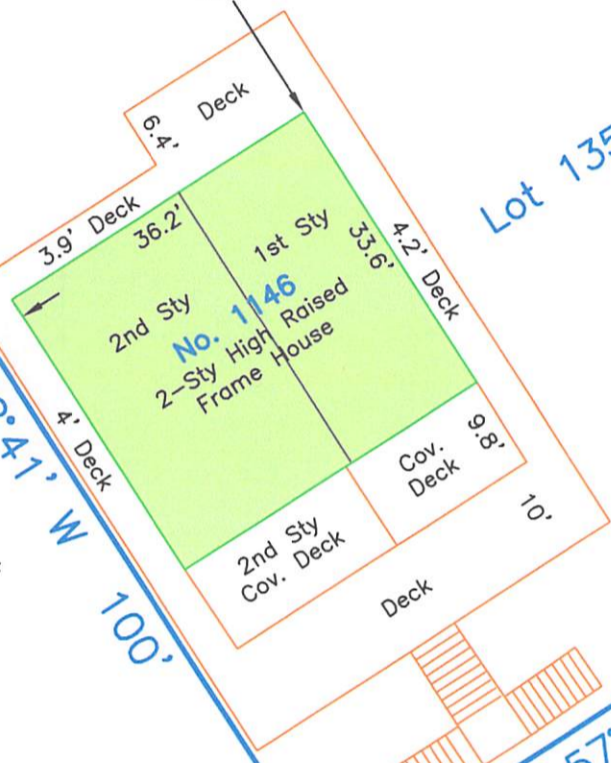 Deck
6.4'
3.9' Deck
36.2'
1st Sty
33.6'
4.2' Deck
Lot 135
2nd Sty
No. 1146
2-Sty High Raised
Frame House
4' Deck
41' W
100'
Cov.
Deck
9.8'
10'
2nd Sty
Cov. Deck
Deck
57°